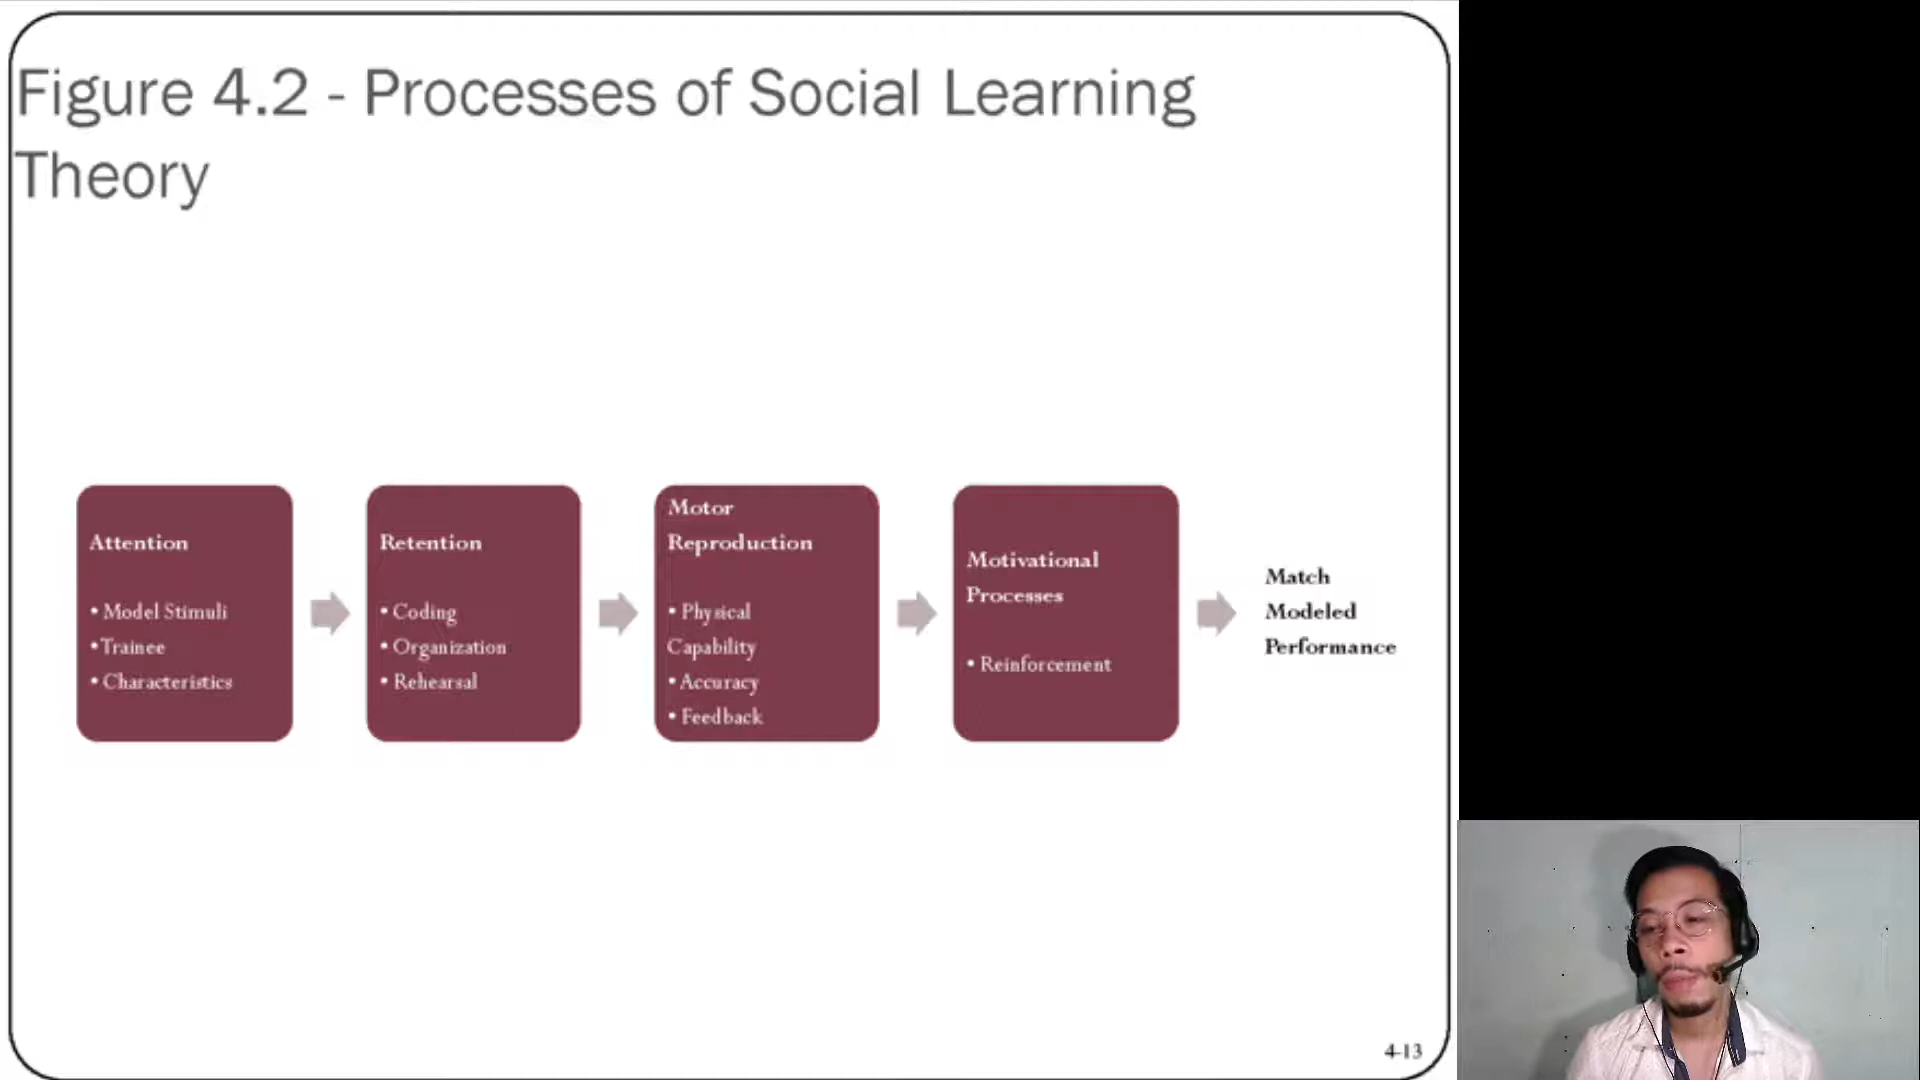 Figure 4.2 - Processes of Social Learning
Theory
Attention
• Model Stimuli
•Trainee
• Characteristics
Retention
• Coding
• Organization
• Rehearsal
Motor
Reproduction
• Physical
Capability
• Accuracy
• Feedback
Motivational
Processes
• Reinforcement
Match
Modeled
Performance
4-13